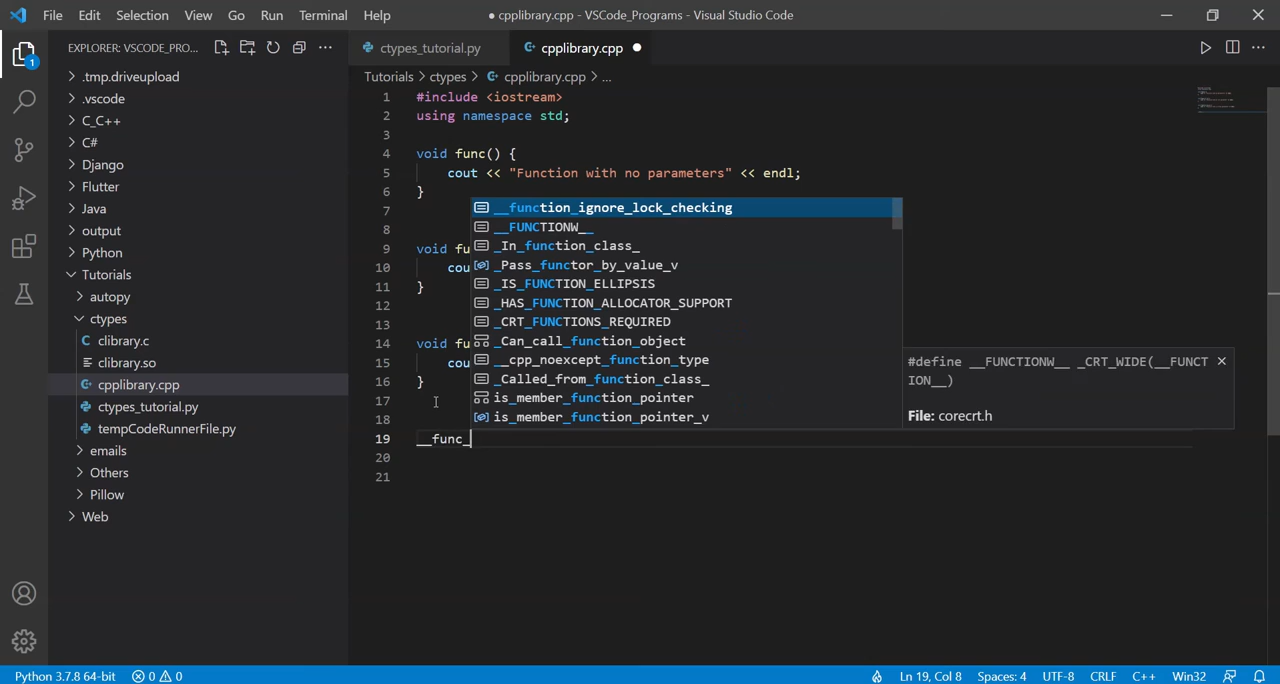 File Edit Selection View Go Run Terminal Help
● cpplibrary.cpp - VSCode_Programs - Visual Studio Code
EXPLORER: VSCODE_PRO...
1
.tmp.driveupload
.vscode
C_C++
C#
Django
Flutter
Java
output
Python
Tutorials
autopy
ctypes
clibrary.c
clibrary.so
cpplibrary.cpp
ctypes_tutorial.py
tempCodeRunnerFile.py
emails
Others
Pillow
Web
ctypes_tutorial.py cpplibrary.cpp ●
Tutorials > ctypes > cpplibrary.cpp > ...
1 #include <iostream>
2 using namespace std;
3
4 void func() {
5 cout << "Function with no parameters" << endl;
6 }
7
8
9 void fu
10 cou
11 }
12
13
14 void fu
15 cou
16 }
17
18
19 __func_
20
21
__function_ignore_lock_checking
__FUNCTIONW__
_In_function_class_
_Pass_functor_by_value_v
_IS_FUNCTION_ELLIPSIS
_HAS_FUNCTION_ALLOCATOR_SUPPORT
_CRT_FUNCTIONS_REQUIRED
_Can_call_function_object
__cpp_noexcept_function_type
_Called_from_function_class_
is_member_function_pointer
is_member_function_pointer_v
#define __FUNCTIONW__ _CRT_WIDE(__FUNCT
ION__)
File: corecrt.h
Python 3.7.8 64-bit 0 0 Ln 19, Col 8 Spaces: 4 UTF-8 CRLF C++ Win32